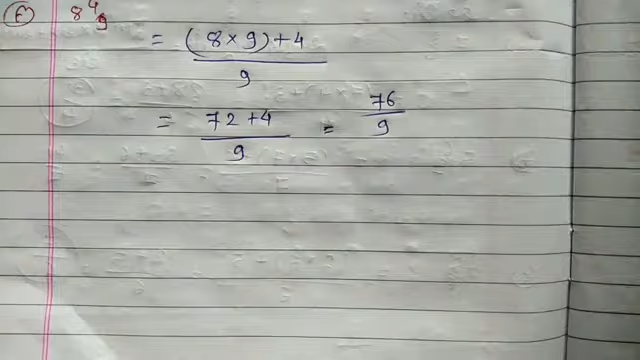 (F) 8 4/9
= (8×9)+4 / 9
= 72+4 / 9 = 76 / 9